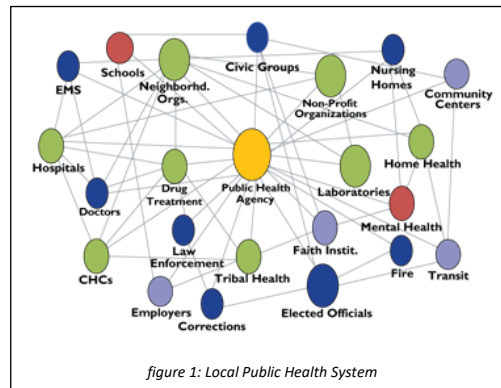 Schools
EMS
Neighborhd.
Orgs.
Civic Groups
Nursing
Homes
Community
Centers
Non-Profit
Organizations
Hospitals
Home Health
Drug
Treatment
Public Health
Agency
Laboratories
Doctors
Mental Health
Law
Enforcement
Faith Instit.
CHCs
Tribal Health
Fire
Transit
Employers
Corrections
Elected Officials
figure 1: Local Public Health System